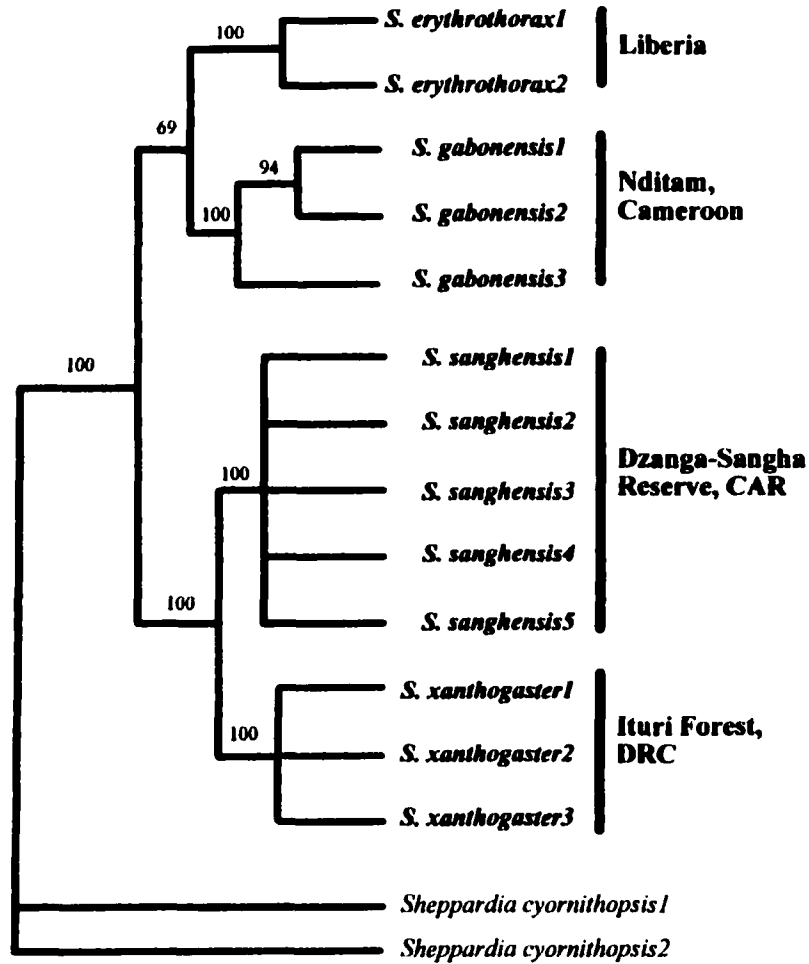 100
S. erythrothorax1
S. erythrothorax2
Liberia
69
94
S. gabonensis1
S. gabonensis2
Nditam,
Cameroon
100
S. gabonensis3
100
S. sanghensis1
S. sanghensis2
100
S. sanghensis3
Dzanga-Sangha
Reserve, CAR
S. sanghensis4
100
S. sanghensis5
S. xanthogaster1
100
S. xanthogaster2
Ituri Forest,
DRC
S. xanthogaster3
Sheppardia cyornithopsis1
Sheppardia cyornithopsis2